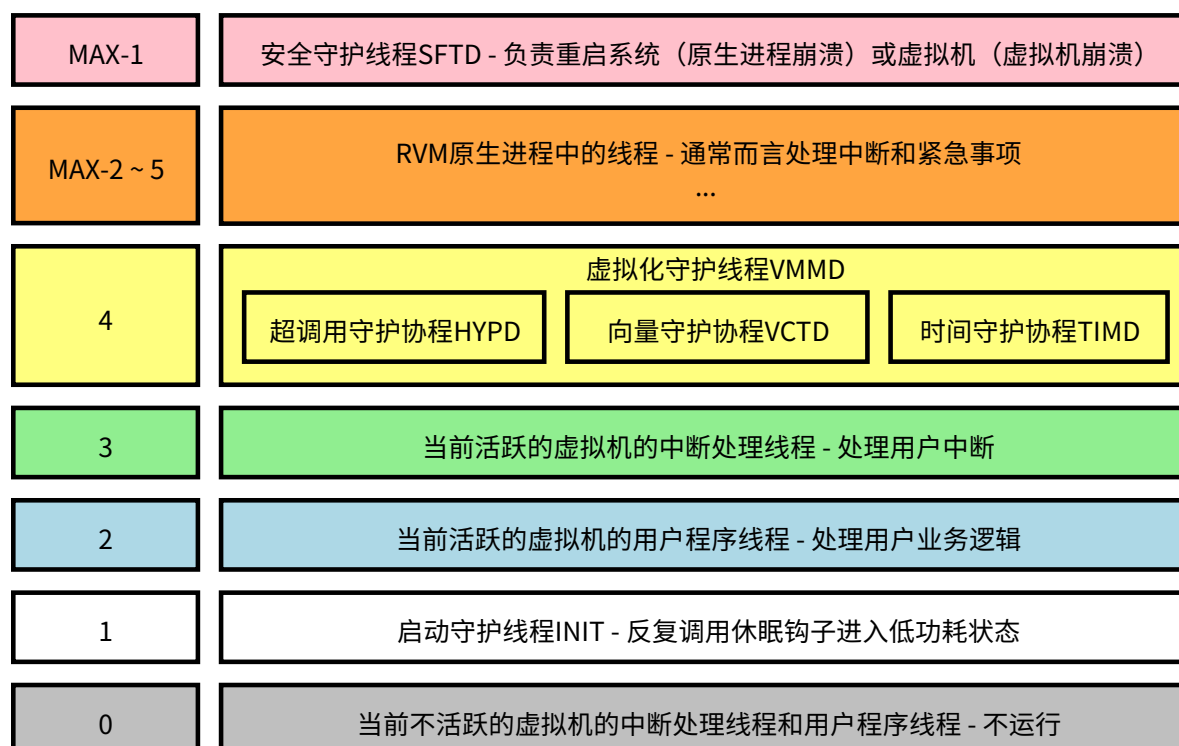 MAX-1
安全守护线程SFTD - 负责重启系统（原生进程崩溃）或虚拟机（虚拟机崩溃）
MAX-2 ~ 5
RVM原生进程中的线程 - 通常而言处理中断和紧急事项
...
4
虚拟化守护线程VMMD
超调用守护协程HYPD
向量守护协程VCTD
时间守护协程TIMD
3
当前活跃的虚拟机的中断处理线程 - 处理用户中断
2
当前活跃的虚拟机的用户程序线程 - 处理用户业务逻辑
1
启动守护线程INIT - 反复调用休眠钩子进入低功耗状态
0
当前不活跃的虚拟机的中断处理线程和用户程序线程 - 不运行